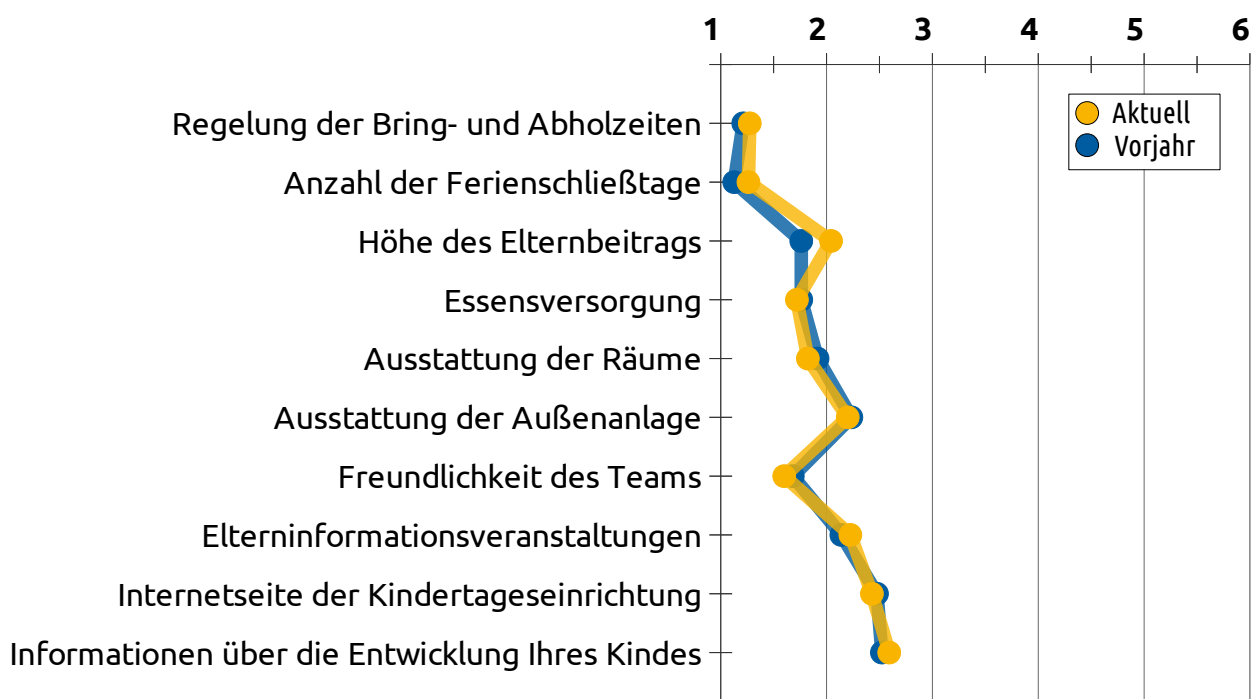 1 2 3 4 5 6
Aktuell
Vorjahr
Regelung der Bring- und Abholzeiten
Anzahl der Ferienschließtage
Höhe des Elternbeitrags
Essensversorgung
Ausstattung der Räume
Ausstattung der Außenanlage
Freundlichkeit des Teams
Elterninformationsveranstaltungen
Internetseite der Kindertageseinrichtung
Informationen über die Entwicklung Ihres Kindes